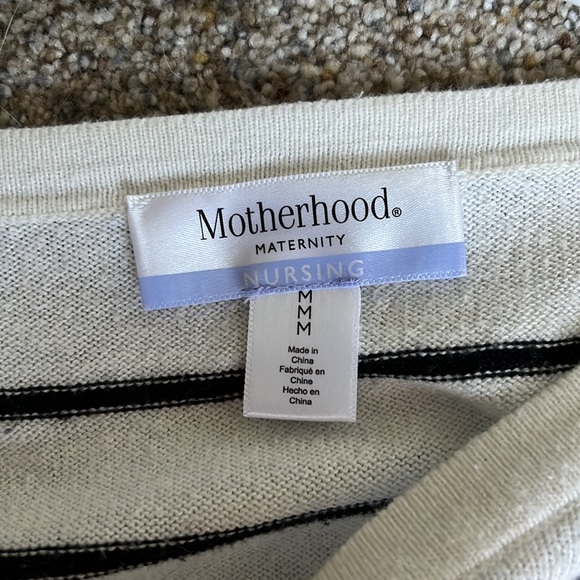 Motherhood®
MATERNITY
NURSING
M
M
M
Made in
China
Fabriqué en
Chine
Hecho en
China